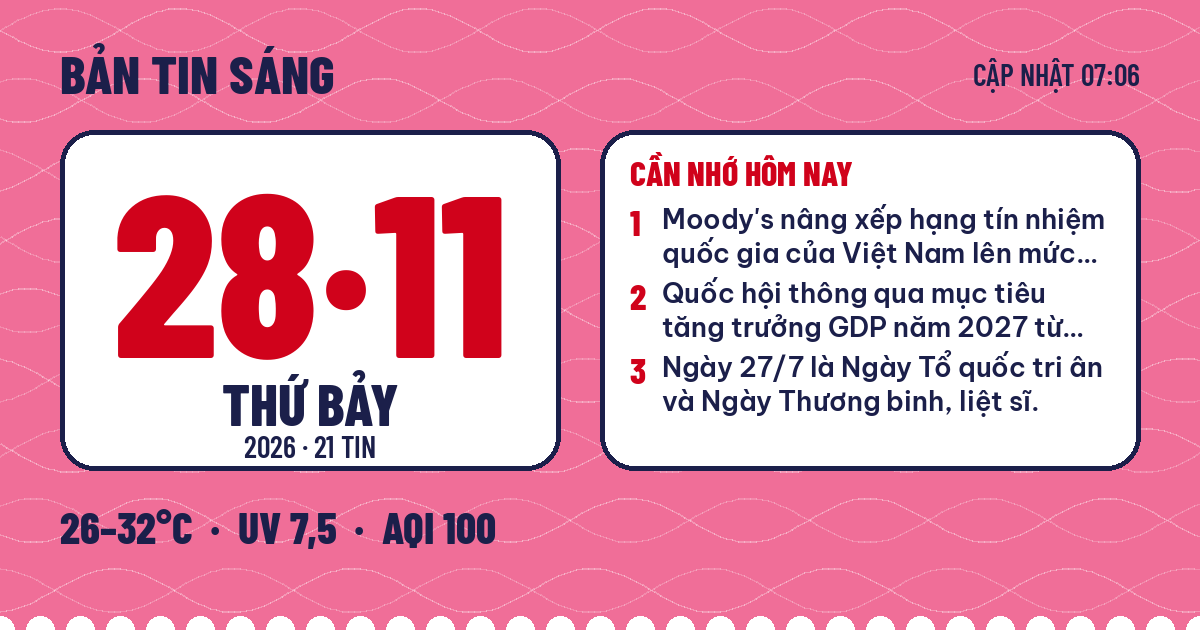 BẢN TIN SÁNG
CẬP NHẬT 07:06
28·11
THỨ BẢY
2026 · 21 TIN
CẦN NHỚ HÔM NAY
1 Moody's nâng xếp hạng tín nhiệm
quốc gia của Việt Nam lên mức...
2 Quốc hội thông qua mục tiêu
tăng trưởng GDP năm 2027 từ...
3 Ngày 27/7 là Ngày Tổ quốc tri ân
và Ngày Thương binh, liệt sĩ.
26–32°C · UV 7,5 · AQI 100